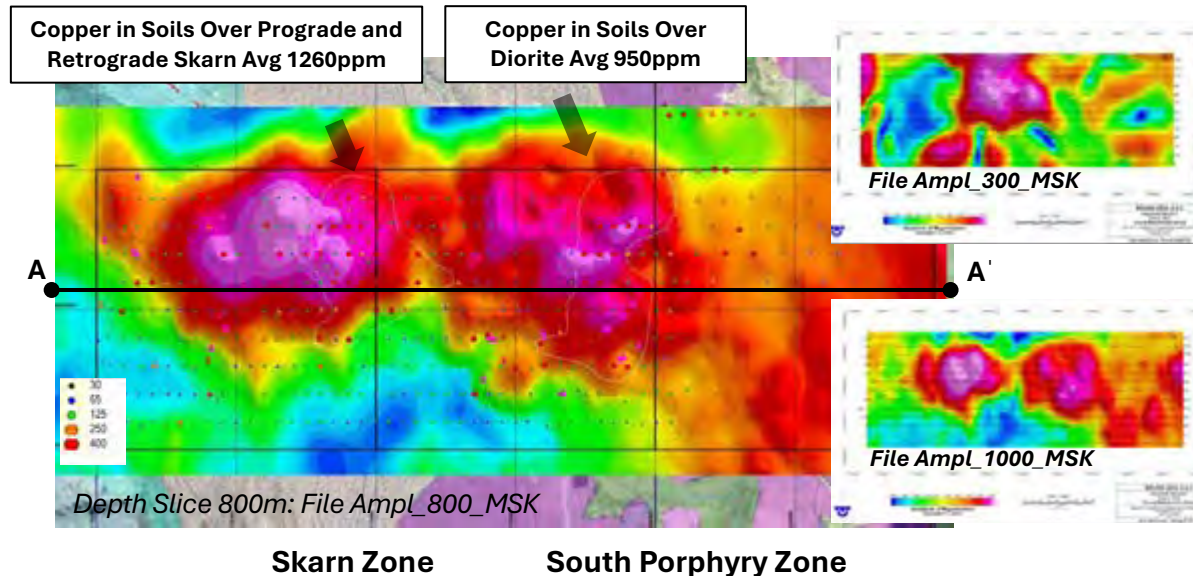 Copper in Soils Over Prograde and
Retrograde Skarn Avg 1260ppm
Copper in Soils Over
Diorite Avg 950ppm
File Ampl_300_MSK
A
A'
30
65
125
250
400
File Ampl_1000_MSK
Depth Slice 800m: File Ampl_800_MSK
Skarn Zone
South Porphyry Zone